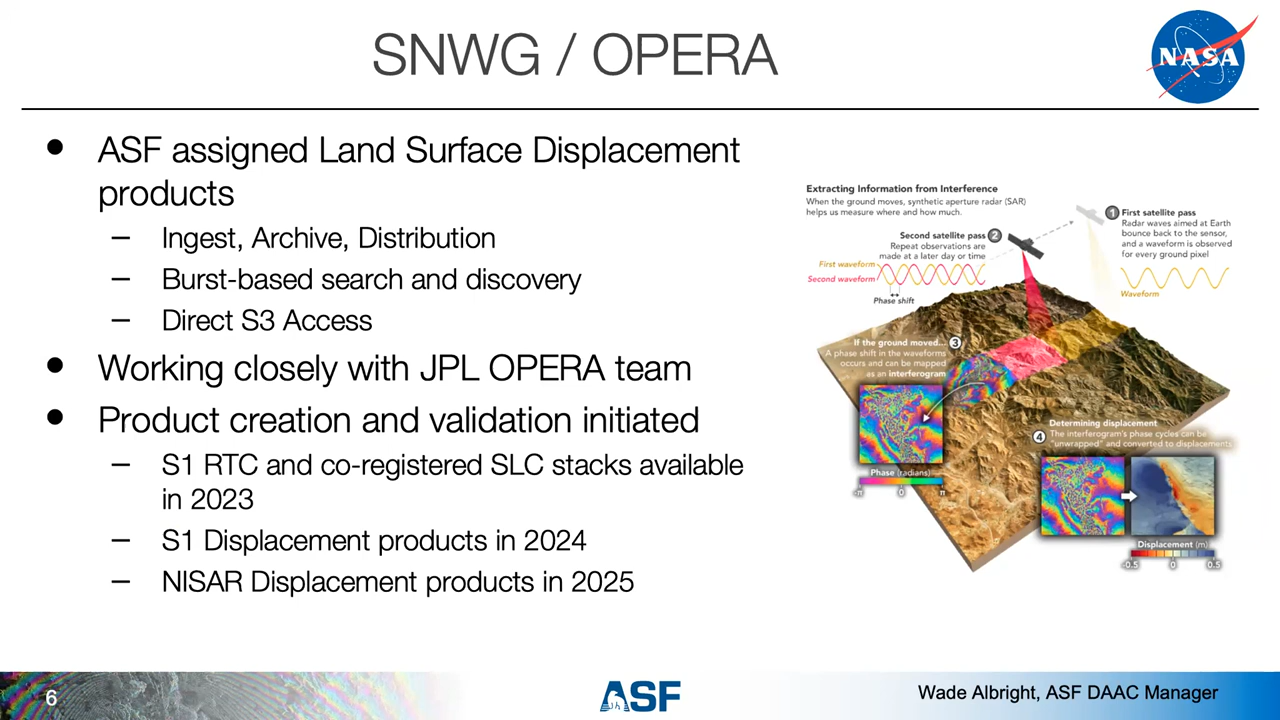 SNWG / OPERA
NASA
• ASF assigned Land Surface Displacement
products
– Ingest, Archive, Distribution
– Burst-based search and discovery
– Direct S3 Access
• Working closely with JPL OPERA team
• Product creation and validation initiated
– S1 RTC and co-registered SLC stacks available
in 2023
– S1 Displacement products in 2024
– NISAR Displacement products in 2025
Extracting Information from Interference
When the ground moves, synthetic aperture radar (SAR)
helps us measure where and how much.
1 First satellite pass
Radar waves aimed at Earth
bounce back to the sensor,
and a waveform is observed
for every ground pixel
Waveform
Second satellite pass 2
Repeat observations are
made at a later day or time
First waveform
Second waveform
Phase shift
If the ground moved... 3
A phase shift in the waveforms
occurs and can be mapped
as an interferogram
Phase (radians)
-π 0 π
Determining displacement
4 The interferogram's phase cycles can be
"unwrapped" and converted to displacements
Displacement (m)
-0.5 0 0.5
6
ASF
Wade Albright, ASF DAAC Manager